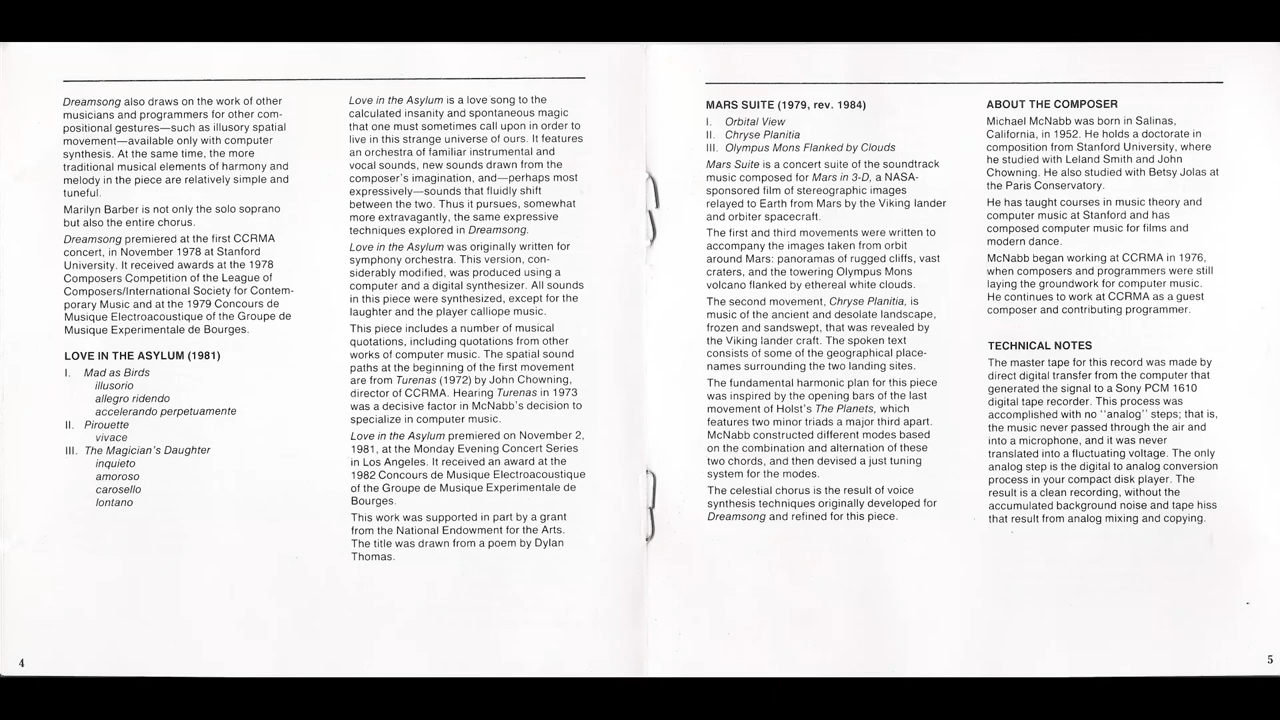 Dreamsong also draws on the work of other
musicians and programmers for other com-
positional gestures—such as illusory spatial
movement—available only with computer
synthesis. At the same time, the more
traditional musical elements of harmony and
melody in the piece are relatively simple and
tuneful.
Marilyn Barber is not only the solo soprano
but also the entire chorus.
Dreamsong premiered at the first CCRMA
concert, in November 1978 at Stanford
University. It received awards at the 1978
Composers Competition of the League of
Composers/International Society for Contem-
porary Music and at the 1979 Concours de
Musique Electroacoustique of the Groupe de
Musique Experimentale de Bourges.
LOVE IN THE ASYLUM (1981)
I. Mad as Birds
illusorio
allegro ridendo
accelerando perpetuamente
II. Pirouette
vivace
III. The Magician's Daughter
inquieto
amoroso
carosello
lontano
4
Love in the Asylum is a love song to the
calculated insanity and spontaneous magic
that one must sometimes call upon in order to
live in this strange universe of ours. It features
an orchestra of familiar instrumental and
vocal sounds, new sounds drawn from the
composer's imagination, and—perhaps most
expressively—sounds that fluidly shift
between the two. Thus it pursues, somewhat
more extravagantly, the same expressive
techniques explored in Dreamsong.
Love in the Asylum was originally written for
symphony orchestra. This version, con-
siderably modified, was produced using a
computer and a digital synthesizer. All sounds
in this piece were synthesized, except for the
laughter and the player calliope music.
This piece includes a number of musical
quotations, including quotations from other
works of computer music. The spatial sound
paths at the beginning of the first movement
are from Turenas (1972) by John Chowning,
director of CCRMA. Hearing Turenas in 1973
was a decisive factor in McNabb's decision to
specialize in computer music.
Love in the Asylum premiered on November 2,
1981, at the Monday Evening Concert Series
in Los Angeles. It received an award at the
1982 Concours de Musique Electroacoustique
of the Groupe de Musique Experimentale de
Bourges.
This work was supported in part by a grant
from the National Endowment for the Arts.
The title was drawn from a poem by Dylan
Thomas.
MARS SUITE (1979, rev. 1984)
I. Orbital View
II. Chryse Planitia
III. Olympus Mons Flanked by Clouds
Mars Suite is a concert suite of the soundtrack
music composed for Mars in 3-D, a NASA-
sponsored film of stereographic images
relayed to Earth from Mars by the Viking lander
and orbiter spacecraft.
The first and third movements were written to
accompany the images taken from orbit
around Mars: panoramas of rugged cliffs, vast
craters, and the towering Olympus Mons
volcano flanked by ethereal white clouds.
The second movement, Chryse Planitia, is
music of the ancient and desolate landscape,
frozen and sandswept, that was revealed by
the Viking lander craft. The spoken text
consists of some of the geographical place-
names surrounding the two landing sites.
The fundamental harmonic plan for this piece
was inspired by the opening bars of the last
movement of Holst's The Planets, which
features two minor triads a major third apart.
McNabb constructed different modes based
on the combination and alternation of these
two chords, and then devised a just tuning
system for the modes.
The celestial chorus is the result of voice
synthesis techniques originally developed for
Dreamsong and refined for this piece.
ABOUT THE COMPOSER
Michael McNabb was born in Salinas,
California, in 1952. He holds a doctorate in
composition from Stanford University, where
he studied with Leland Smith and John
Chowning. He also studied with Betsy Jolas at
the Paris Conservatory.
He has taught courses in music theory and
computer music at Stanford and has
composed computer music for films and
modern dance.
McNabb began working at CCRMA in 1976,
when composers and programmers were still
laying the groundwork for computer music.
He continues to work at CCRMA as a guest
composer and contributing programmer.
TECHNICAL NOTES
The master tape for this record was made by
direct digital transfer from the computer that
generated the signal to a Sony PCM 1610
digital tape recorder. This process was
accomplished with no "analog" steps; that is,
the music never passed through the air and
into a microphone, and it was never
translated into a fluctuating voltage. The only
analog step is the digital to analog conversion
process in your compact disk player. The
result is a clean recording, without the
accumulated background noise and tape hiss
that result from analog mixing and copying.
5